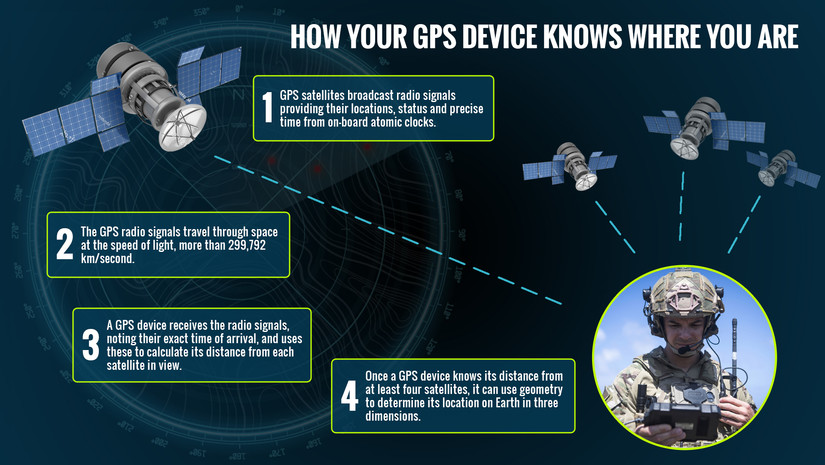 HOW YOUR GPS DEVICE KNOWS WHERE YOU ARE
1
GPS satellites broadcast radio signals
providing their locations, status and precise
time from on-board atomic clocks.
2
The GPS radio signals travel through space
at the speed of light, more than 299,792
km/second.
3
A GPS device receives the radio signals,
noting their exact time of arrival, and uses
these to calculate its distance from each
satellite in view.
4
Once a GPS device knows its distance from
at least four satellites, it can use geometry
to determine its location on Earth in three
dimensions.